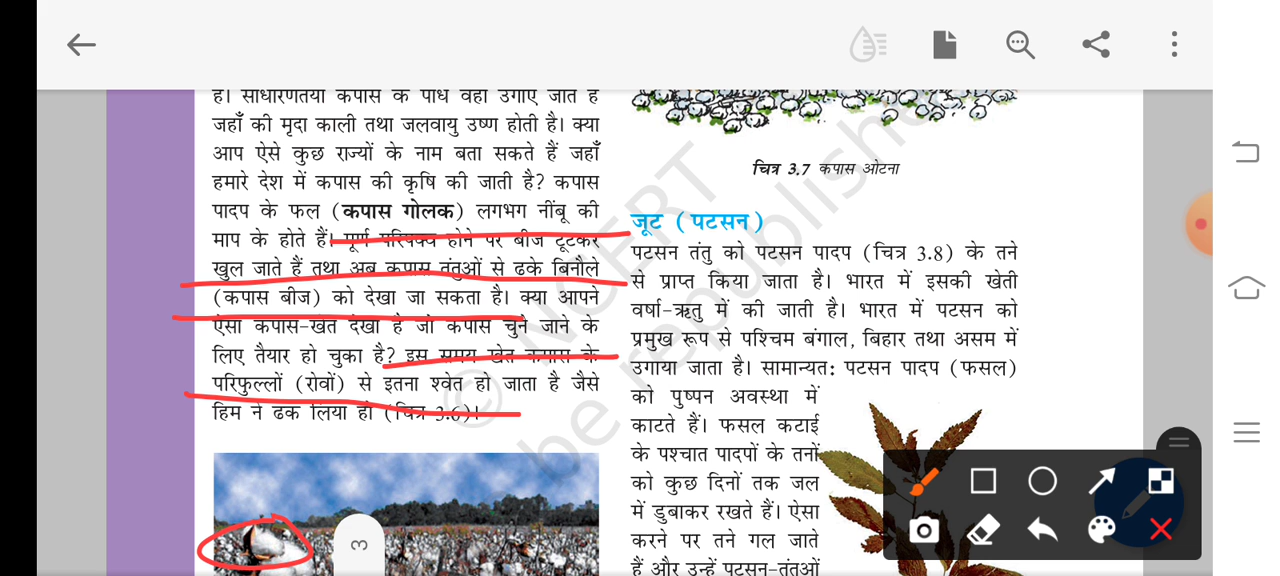 है। साधारणतया कपास के पौधे वहाँ उगाए जाते हैं
जहाँ की मृदा काली तथा जलवायु उष्ण होती है। क्या
आप ऐसे कुछ राज्यों के नाम बता सकते हैं जहाँ
हमारे देश में कपास की कृषि की जाती है? कपास
पादप के फल (कपास गोलक) लगभग नींबू की
माप के होते हैं। पूर्ण परिपक्व होने पर बीज टूटकर
खुल जाते हैं तथा अब कपास तंतुओं से ढके बिनौले
(कपास बीज) को देखा जा सकता है। क्या आपने
ऐसा कपास-खेत देखा है जो कपास चुने जाने के
लिए तैयार हो चुका है? इस समय खेत कपास के
परिफुल्लों (रोवों) से इतना श्वेत हो जाता है जैसे
हिम ने ढक लिया हो (चित्र 3.6)।
3
चित्र 3.7 कपास ओटना
जूट (पटसन)
पटसन तंतु को पटसन पादप (चित्र 3.8) के तने
से प्राप्त किया जाता है। भारत में इसकी खेती
वर्षा-ऋतु में की जाती है। भारत में पटसन को
प्रमुख रूप से पश्चिम बंगाल, बिहार तथा असम में
उगाया जाता है। सामान्यत: पटसन पादप (फसल)
को पुष्पन अवस्था में
काटते हैं। फसल कटाई
के पश्चात पादपों के तनों
को कुछ दिनों तक जल
में डुबाकर रखते हैं। ऐसा
करने पर तने गल जाते
हैं और उन्हें पटसन-तंतुओं
© NCERT
be republishe